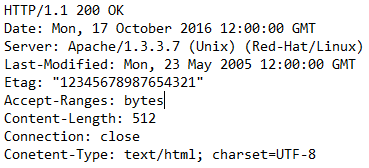 HTTP/1.1 200 OK
Date: Mon, 17 October 2016 12:00:00 GMT
Server: Apache/1.3.3.7 (Unix) (Red-Hat/Linux)
Last-Modified: Mon, 23 May 2005 12:00:00 GMT
Etag: "12345678987654321"
Accept-Ranges: bytes
Content-Length: 512
Connection: close
Conetent-Type: text/html; charset=UTF-8